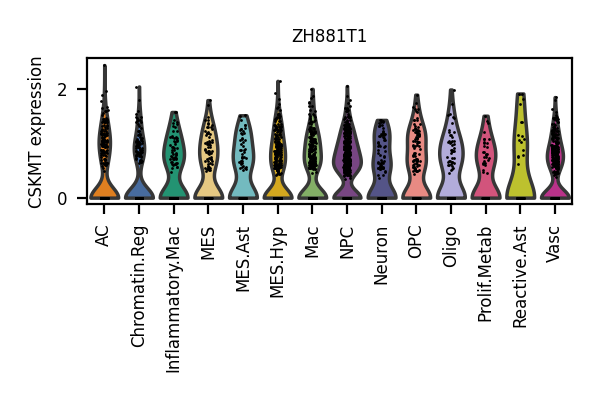 ZH881T1
CSKMT expression
2
0
AC
Chromatin.Reg
Inflammatory.Mac
MES
MES.Ast
MES.Hyp
Mac
NPC
Neuron
OPC
Oligo
Prolif.Metab
Reactive.Ast
Vasc